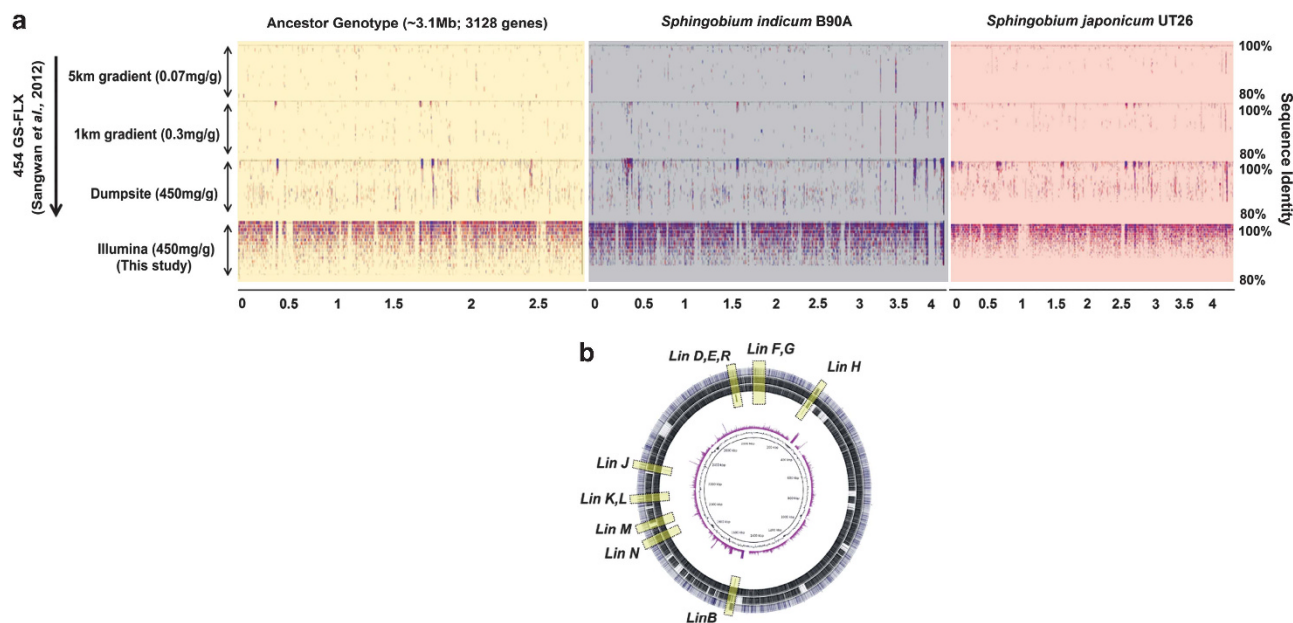 a
Ancestor Genotype (~3.1Mb; 3128 genes)
Sphingobium indicum B90A
Sphingobium japonicum UT26
454 GS-FLX
(Sangwan et al., 2012)
5km gradient (0.07mg/g)
1km gradient (0.3mg/g)
Dumpsite (450mg/g)
Illumina (450mg/g)
(This study)
100%
80%
100%
80%
100%
80%
100%
80%
Sequence Identity
0 0.5 1 1.5 2 2.5
0 0.5 1 1.5 2 2.5 3 3.5 4
0 0.5 1 1.5 2 2.5 3 3.5 4
b
Lin D,E,R
Lin F,G
Lin H
Lin J
Lin K,L
Lin M
Lin N
LinB